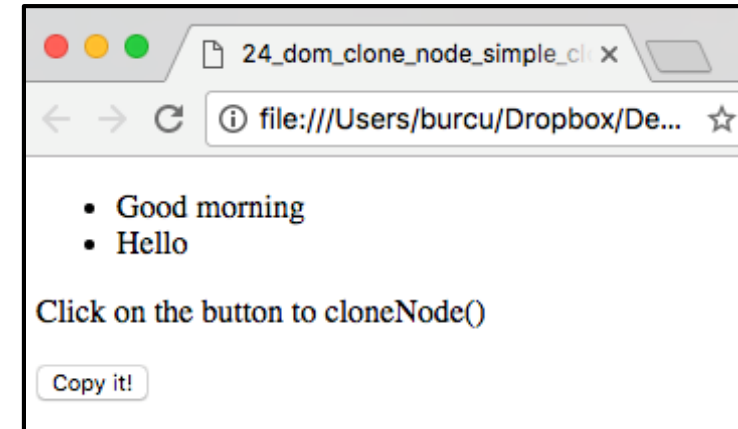 24_dom_clone_node_simple_cl
file:///Users/burcu/Dropbox/De...
Good morning
Hello
Click on the button to cloneNode()
Copy it!